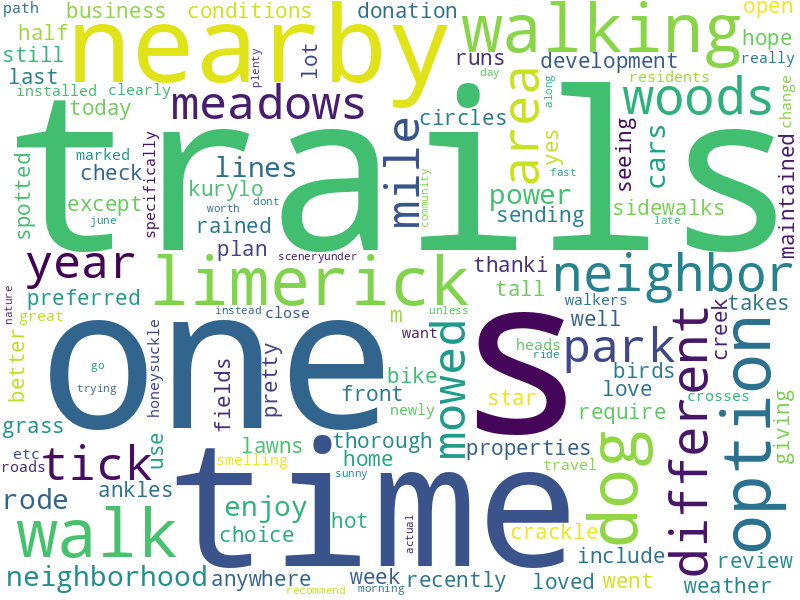 path
business
conditions
donation
open
half
nearby
walking
hope
still
plenty
lot
runs
development
really
last
installed
clearly
meadows
area
day
along
residents
woods
change
today
trails
circles
yes
seeing
cars
spotted
marked
specifically
lines
mile
fast
maintained
check
kurylo
power
except
worth
dont
community
sending
sidewalks
june
rained
late
plan
sceneryunder
year
limerick
thanki
neighbor
nature
preferred
tall
walkers
takes
great
instead
close
m
unless
one
s
well
creek
better
honeysuckle
want
mowed
heads
park
different
option
go
fields
pretty
ride
birds
trying
front
bike
star
love
crosses
grass
newly
require
giving
etc
use
lawns
thorough
properties
dog
roads
tick
smelling
home
travel
time
rode
ankles
sunny
walk
enjoy
hot
crackle
choice
actual
include
review
neighborhood
anywhere
week
recently
loved
went
weather
recommend
morning